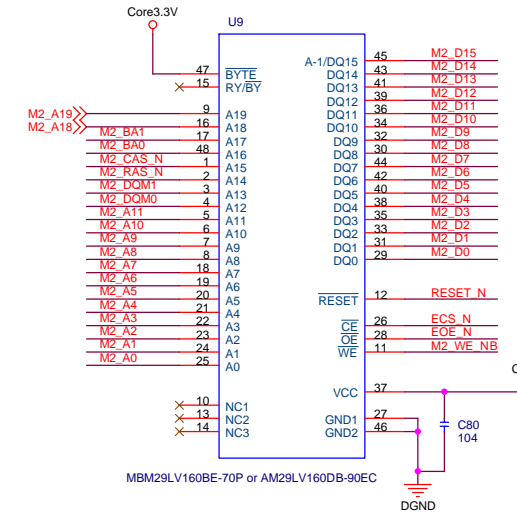 Core3.3V
U9
47 BYTE A-1/DQ15 45 M2_D15
15 RY/BY DQ14 43 M2_D14
DQ13 41 M2_D13
DQ12 39 M2_D12
M2_A19 9 A19 DQ11 36 M2_D11
M2_A18 16 A18 DQ10 34 M2_D10
M2_BA1 17 A17 DQ9 32 M2_D9
M2_BA0 48 A16 DQ8 30 M2_D8
M2_CAS_N 1 A15 DQ7 44 M2_D7
M2_RAS_N 2 A14 DQ6 42 M2_D6
M2_DQM1 3 A13 DQ5 40 M2_D5
M2_DQM0 4 A12 DQ4 38 M2_D4
M2_A11 5 A11 DQ3 35 M2_D3
M2_A10 6 A10 DQ2 33 M2_D2
M2_A9 7 A9 DQ1 31 M2_D1
M2_A8 8 A8 DQ0 29 M2_D0
M2_A7 18 A7
M2_A6 19 A6
M2_A5 20 A5 RESET 12 RESET_N
M2_A4 21 A4
M2_A3 22 A3 CE 26 ECS_N
M2_A2 23 A2 OE 28 EOE_N
M2_A1 24 A1 WE 11 M2_WE_NB
M2_A0 25 A0
VCC 37
10 NC1
13 NC2 GND1 27 C80
14 NC3 GND2 46 104
MBM29LV160BE-70P or AM29LV160DB-90EC
DGND